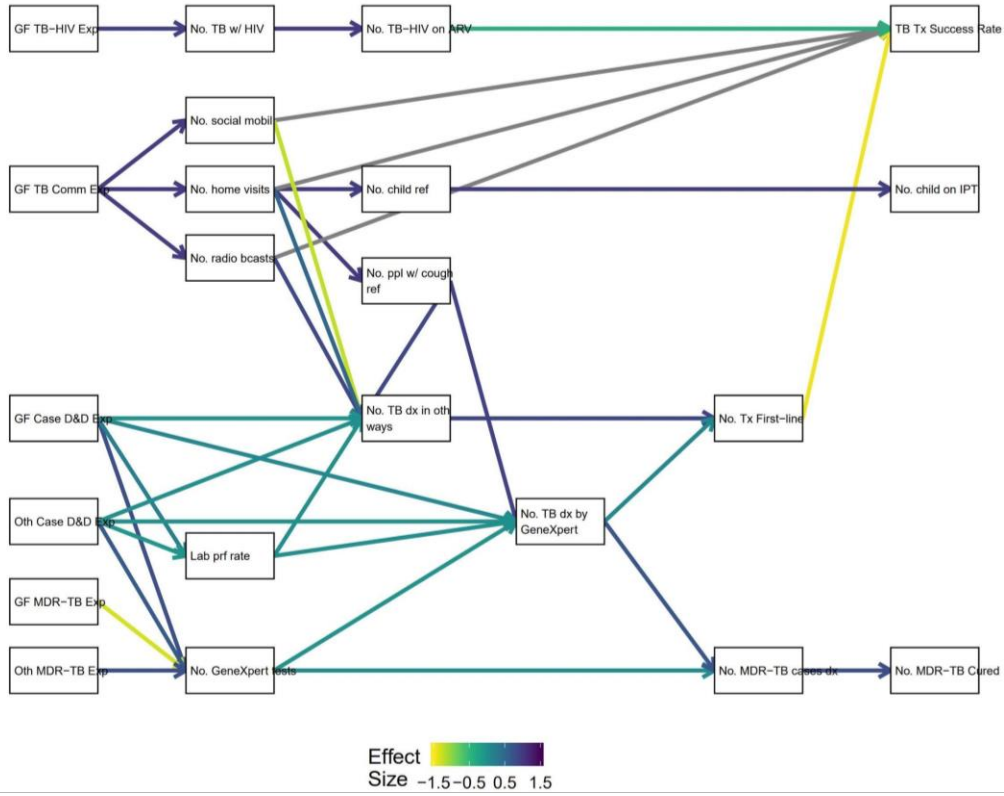 GF TB−HIV Exp
No. TB w/ HIV
No. TB−HIV on ARV
TB Tx Success Rate
No. social mobil
GF TB Comm Exp
No. home visits
No. child ref
No. child on IPT
No. radio bcasts
No. ppl w/ cough
ref
GF Case D&D Exp
No. TB dx in oth
ways
No. Tx First−line
Oth Case D&D Exp
No. TB dx by
GeneXpert
Lab prf rate
GF MDR−TB Exp
Oth MDR−TB Exp
No. GeneXpert tests
No. MDR−TB cases dx
No. MDR−TB Cured
Effect
Size
−1.5 −0.5 0.5 1.5